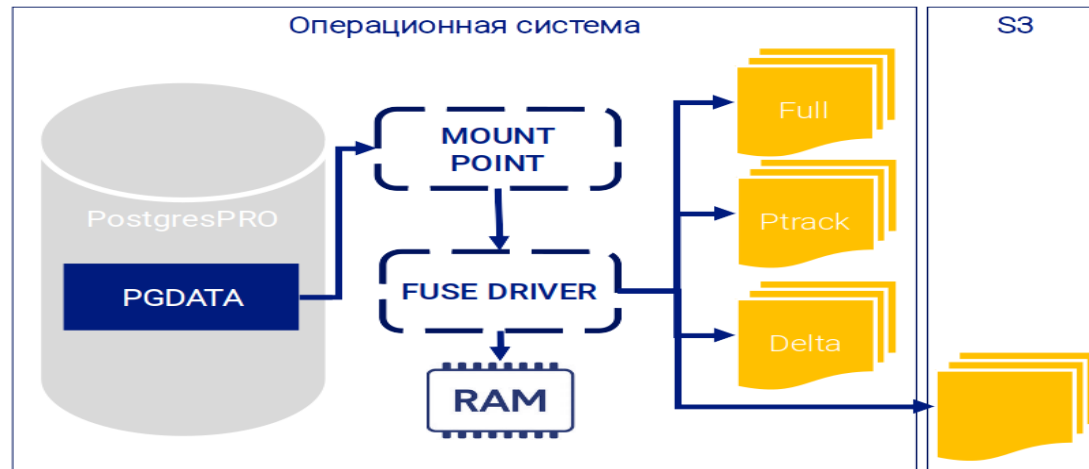 Операционная система
S3
MOUNT
POINT
Full
PostgresPRO
Ptrack
PGDATA
FUSE DRIVER
Delta
RAM